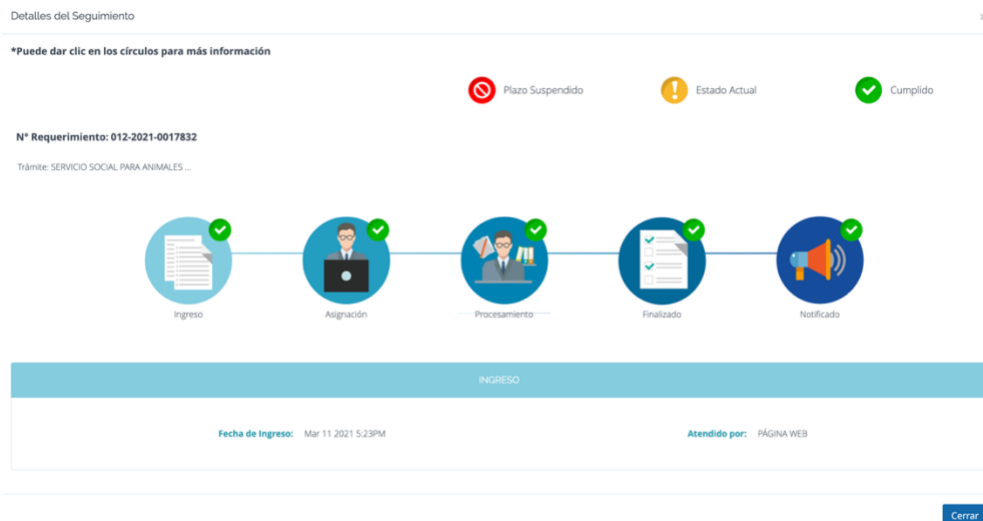 Detalles del Seguimiento
*Puede dar clic en los círculos para más información
Plazo Suspendido
Estado Actual
Cumplido
N° Requerimiento: 012-2021-0017832
Trámite: SERVICIO SOCIAL PARA ANIMALES ...
Ingreso
Asignación
Procesamiento
Finalizado
Notificado
INGRESO
Fecha de Ingreso: Mar 11 2021 5:23PM
Atendido por: PÁGINA WEB
Cerrar